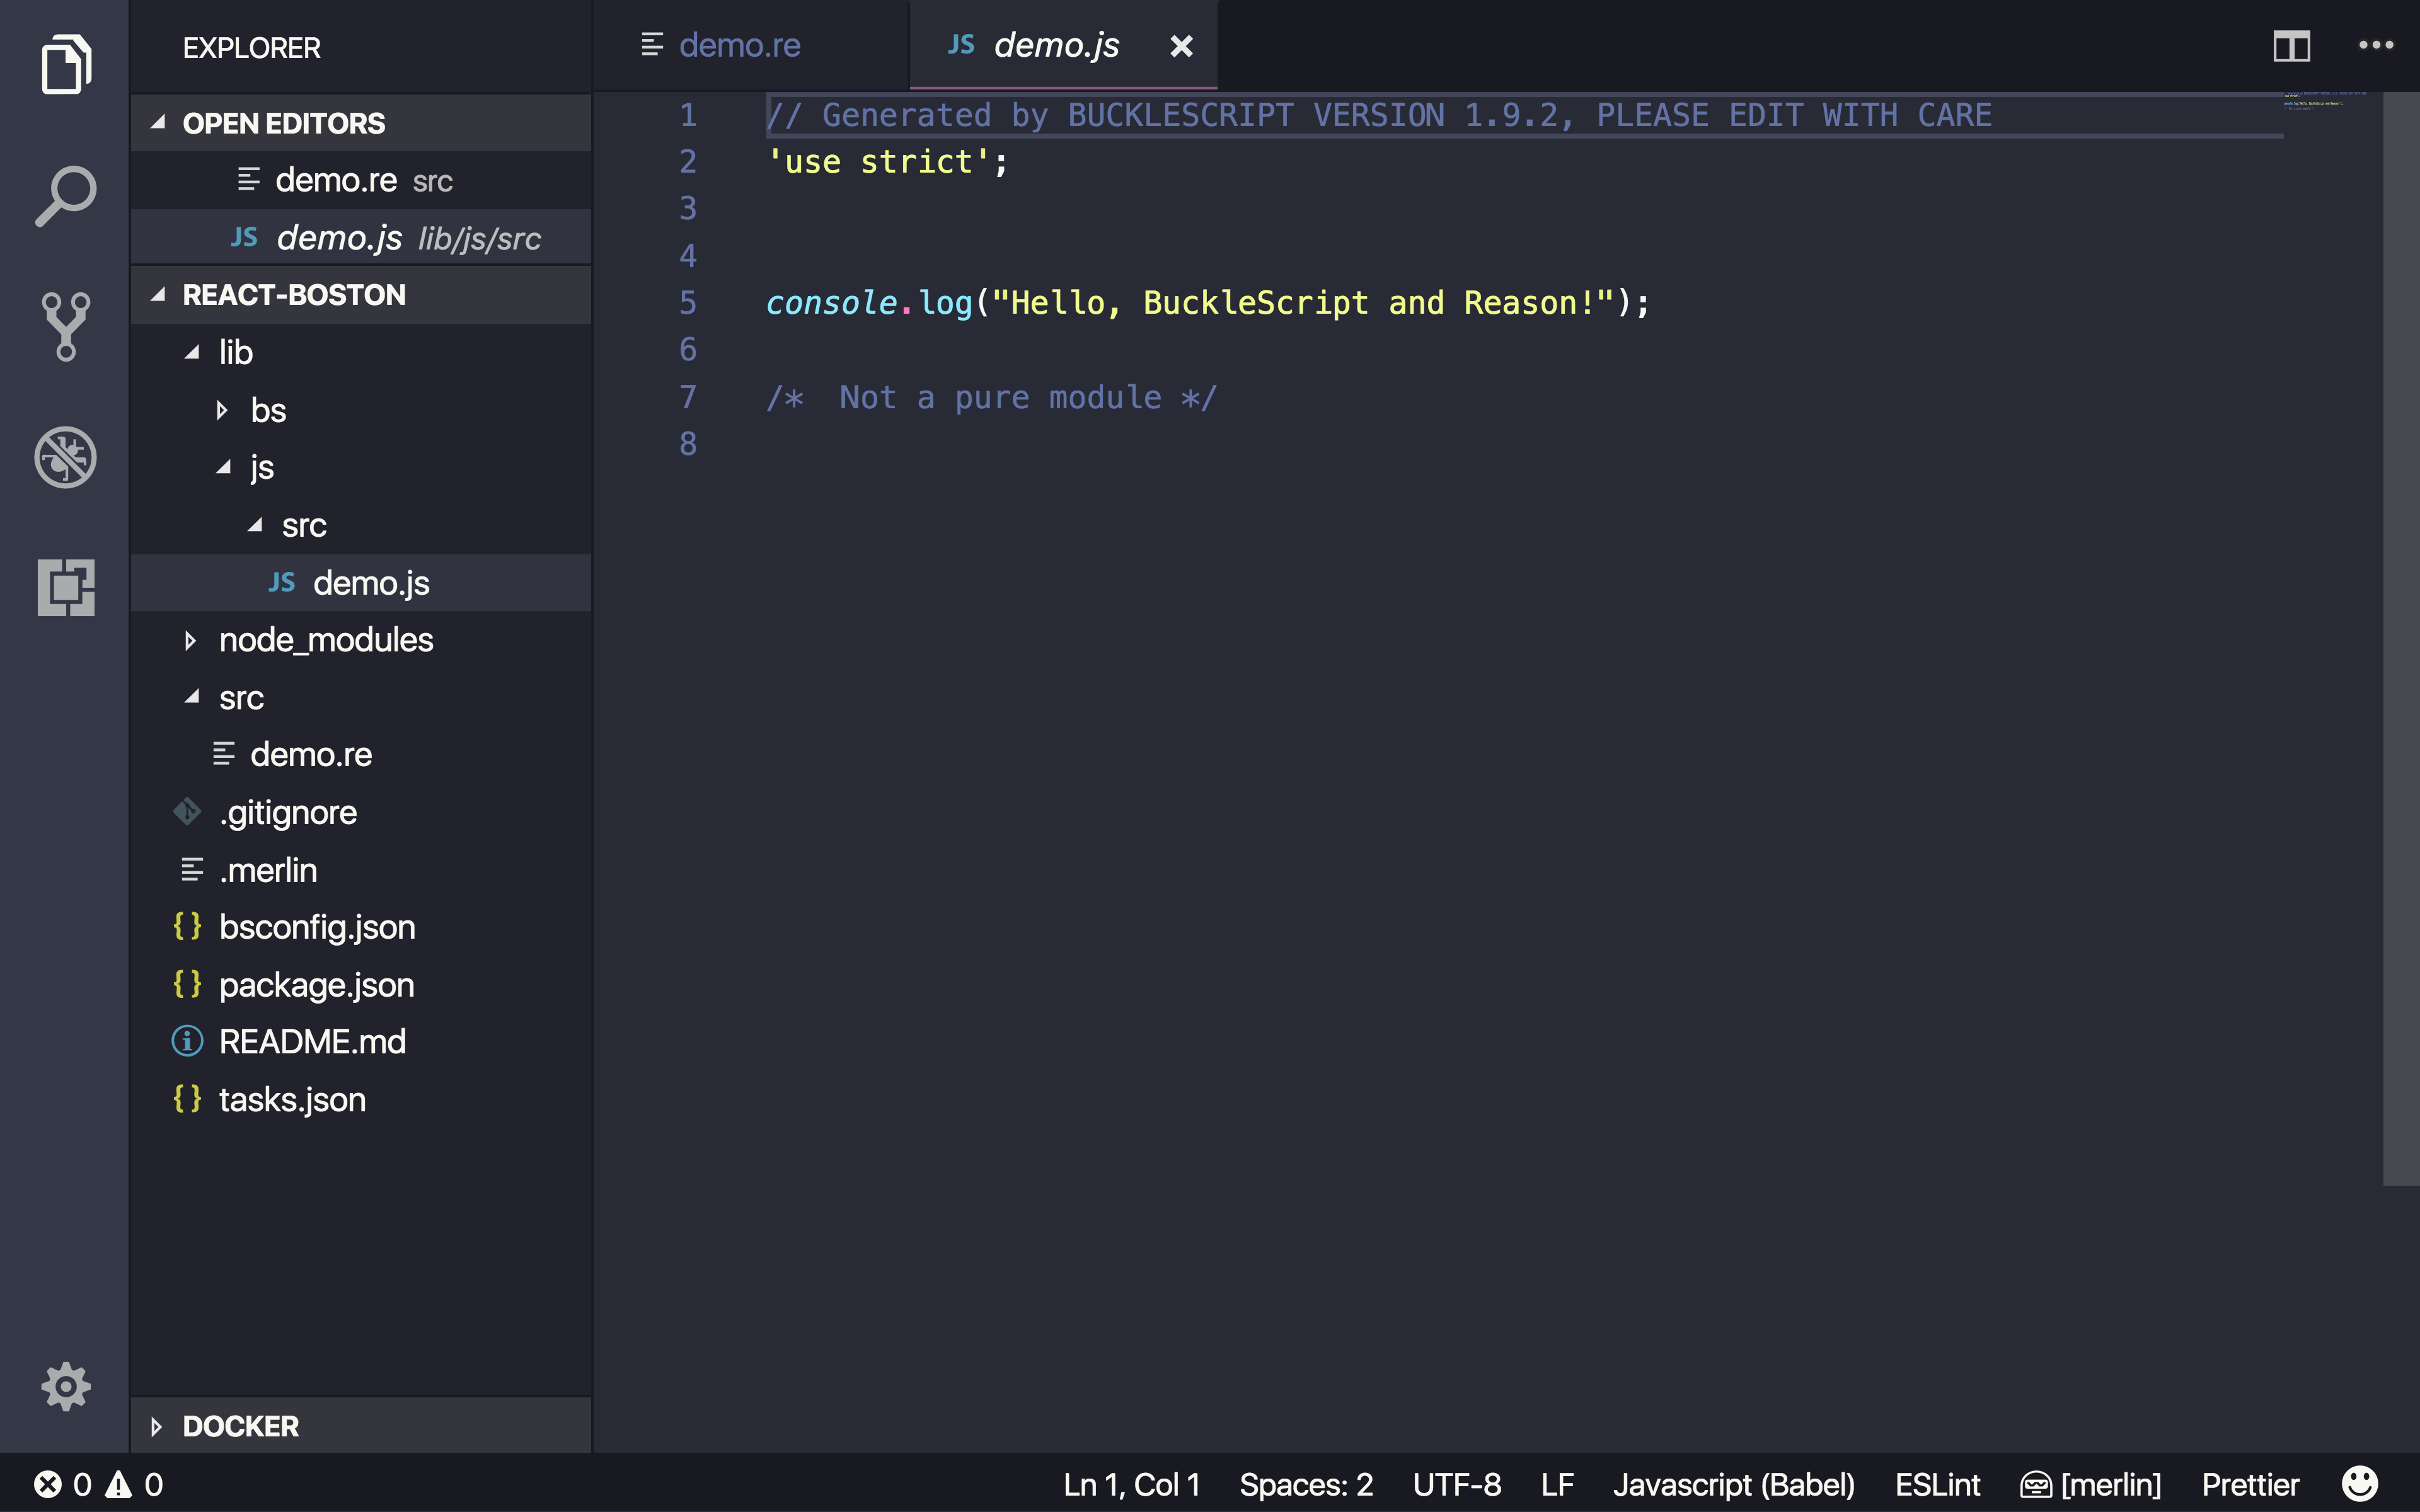 EXPLORER
OPEN EDITORS
demo.re src
JS demo.js lib/js/src
REACT-BOSTON
lib
bs
js
src
JS demo.js
node_modules
src
demo.re
.gitignore
.merlin
{} bsconfig.json
{} package.json
README.md
{} tasks.json
DOCKER
demo.re
JS demo.js
1 // Generated by BUCKLESCRIPT VERSION 1.9.2, PLEASE EDIT WITH CARE
2 'use strict';
3
4
5 console.log("Hello, BuckleScript and Reason!");
6
7 /*  Not a pure module */
8
0 0
Ln 1, Col 1 Spaces: 2 UTF-8 LF Javascript (Babel) ESLint [merlin] Prettier